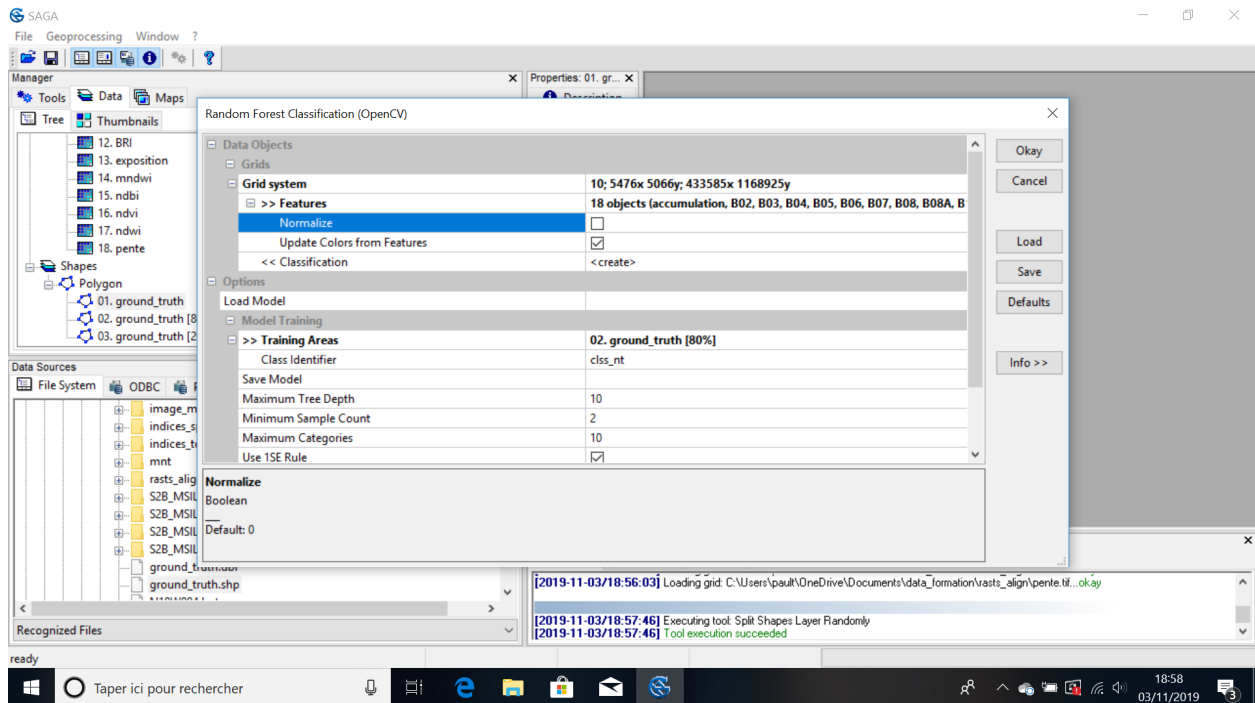 SAGA
File Geoprocessing Window ?
Manager
Tools Data Maps
Tree Thumbnails
12. BRI
13. exposition
14. mndwi
15. ndbi
16. ndvi
17. ndwi
18. pente
Shapes
Polygon
01. ground_truth
02. ground_truth [8
03. ground_truth [2
Data Sources
File System ODBC
image_m
indices_s
indices_t
mnt
rasts_alig
S2B_MSIL
S2B_MSIL
S2B_MSIL
S2B_MSIL
ground_truth.dbf
ground_truth.shp
Recognized Files
ready
Properties: 01. gr...
Description
Random Forest Classification (OpenCV)
Data Objects
Grids
Grid system 10; 5476x 5066y; 433585x 1168925y
>> Features 18 objects (accumulation, B02, B03, B04, B05, B06, B07, B08, B08A, B
Normalize
Update Colors from Features
<< Classification <create>
Options
Load Model
Model Training
>> Training Areas 02. ground_truth [80%]
Class Identifier clss_nt
Save Model
Maximum Tree Depth 10
Minimum Sample Count 2
Maximum Categories 10
Use 1SE Rule
Normalize
Boolean
Default: 0
Okay
Cancel
Load
Save
Defaults
Info >>
[2019-11-03/18:56:03] Loading grid: C:\Users\pault\OneDrive\Documents\data_formation\rasts_align\pente.tif...okay
[2019-11-03/18:57:46] Executing tool: Split Shapes Layer Randomly
[2019-11-03/18:57:46] Tool execution succeeded
Taper ici pour rechercher
18:58
03/11/2019
3